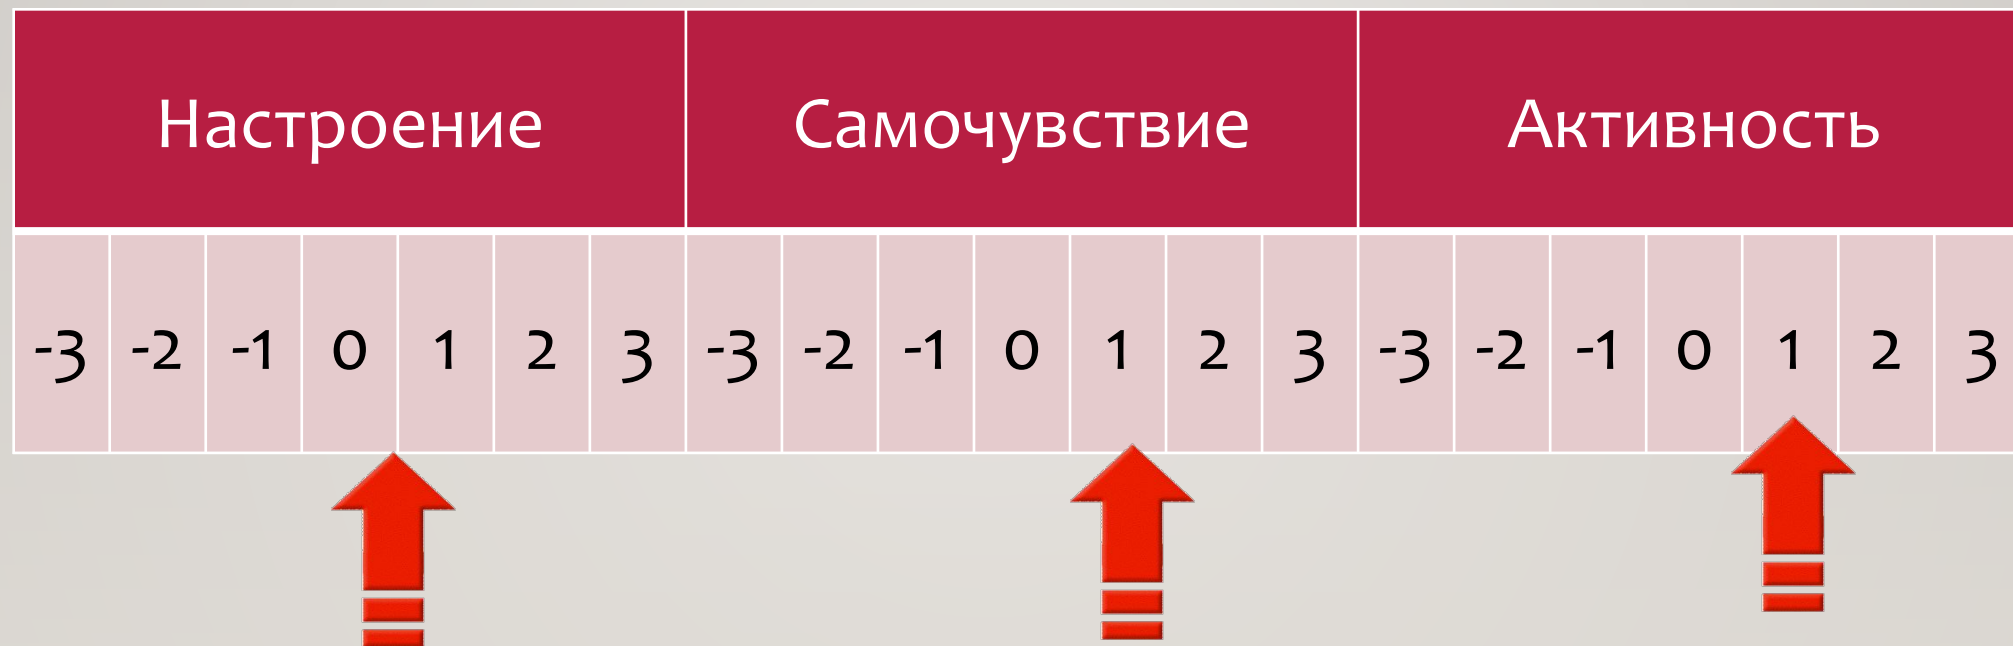 Настроение Самочувствие Активность
-3 -2 -1 0 1 2 3 -3 -2 -1 0 1 2 3 -3 -2 -1 0 1 2 3